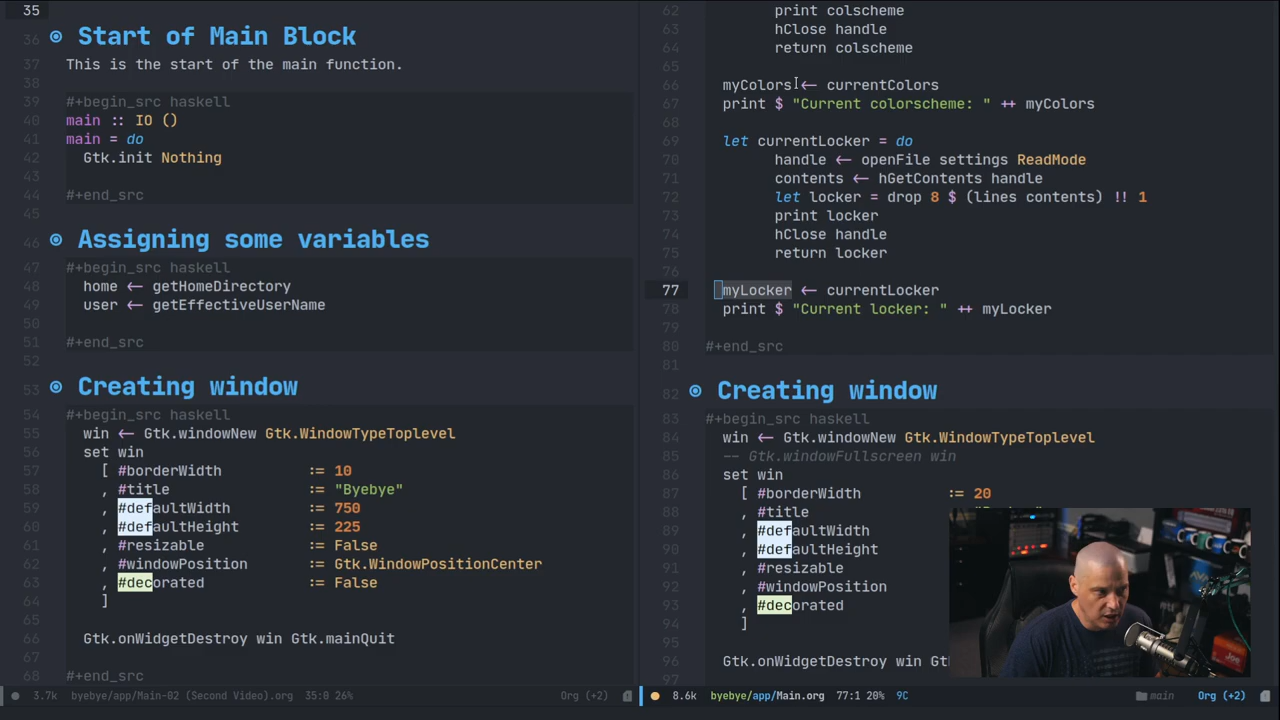 35
36 Start of Main Block
37 This is the start of the main function.
38
39 #+begin_src haskell
40 main :: IO ()
41 main = do
42 Gtk.init Nothing
43
44 #+end_src
45
46 Assigning some variables
47 #+begin_src haskell
48 home <- getHomeDirectory
49 user <- getEffectiveUserName
50
51 #+end_src
52
53 Creating window
54 #+begin_src haskell
55 win <- Gtk.windowNew Gtk.WindowTypeToplevel
56 set win
57 [ #borderWidth := 10
58 , #title := "Byebye"
59 , #defaultWidth := 750
60 , #defaultHeight := 225
61 , #resizable := False
62 , #windowPosition := Gtk.WindowPositionCenter
63 , #decorated := False
64 ]
65
66 Gtk.onWidgetDestroy win Gtk.mainQuit
67
68 #+end_src
3.7k byebye/app/Main-02 (Second Video).org 35:0 26% Org (+2)
62 print colscheme
63 hClose handle
64 return colscheme
65
66 myColors <- currentColors
67 print $ "Current colorscheme: " ++ myColors
68
69 let currentLocker = do
70 handle <- openFile settings ReadMode
71 contents <- hGetContents handle
72 let locker = drop 8 $ (lines contents) !! 1
73 print locker
74 hClose handle
75 return locker
76
77 myLocker <- currentLocker
78 print $ "Current locker: " ++ myLocker
79
80 #+end_src
81
82 Creating window
83 #+begin_src haskell
84 win <- Gtk.windowNew Gtk.WindowTypeToplevel
85 -- Gtk.windowFullscreen win
86 set win
87 [ #borderWidth := 20
88 , #title
89 , #defaultWidth
90 , #defaultHeight
91 , #resizable
92 , #windowPosition
93 , #decorated
94 ]
95
96 Gtk.onWidgetDestroy win
8.6k byebye/app/Main.org 77:1 20% 9C main Org (+2)